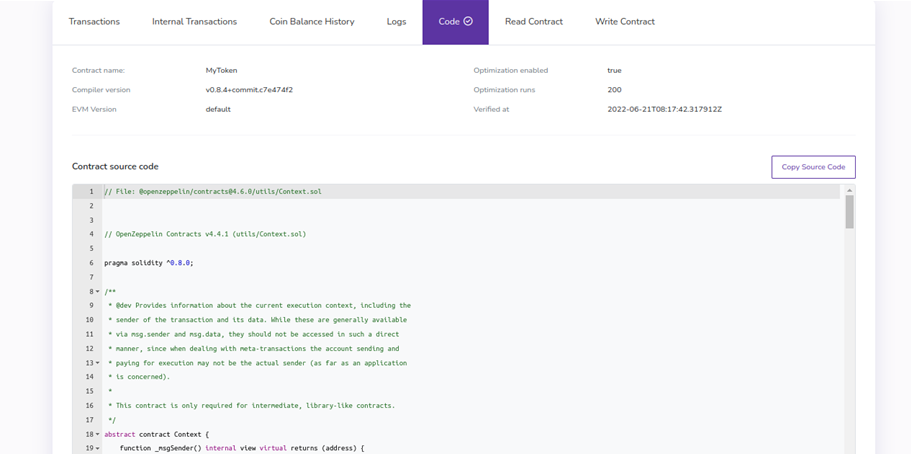 Transactions Internal Transactions Coin Balance History Logs Code Read Contract Write Contract
Contract name: MyToken Optimization enabled true
Compiler version v0.8.4+commit.c7e474f2 Optimization runs 200
EVM Version default Verified at 2022-06-21T08:17:42.317912Z
Contract source code Copy Source Code
1 // File: @openzeppelin/contracts@4.6.0/utils/Context.sol
2
3
4 // OpenZeppelin Contracts v4.4.1 (utils/Context.sol)
5
6 pragma solidity ^0.8.0;
7
8 /**
9 * @dev Provides information about the current execution context, including the
10 * sender of the transaction and its data. While these are generally available
11 * via msg.sender and msg.data, they should not be accessed in such a direct
12 * manner, since when dealing with meta-transactions the account sending and
13 * paying for execution may not be the actual sender (as far as an application
14 * is concerned).
15 *
16 * This contract is only required for intermediate, library-like contracts.
17 */
18 abstract contract Context {
19 function _msgSender() internal view virtual returns (address) {